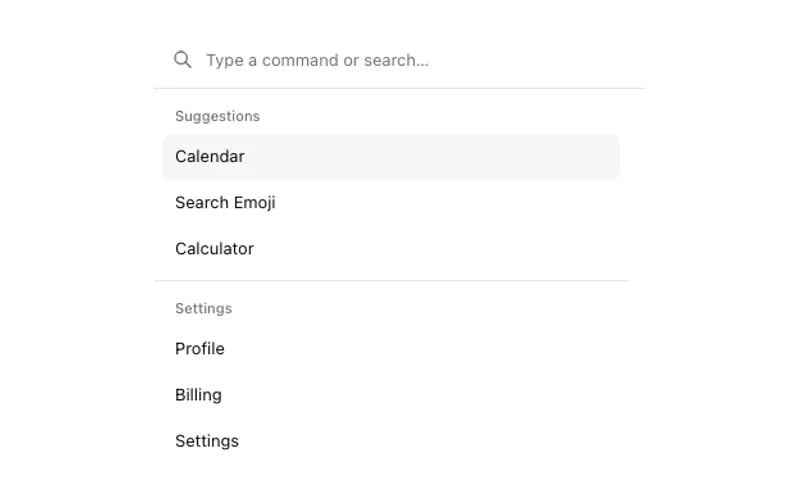 Type a command or search...
Suggestions
Calendar
Search Emoji
Calculator
Settings
Profile
Billing
Settings